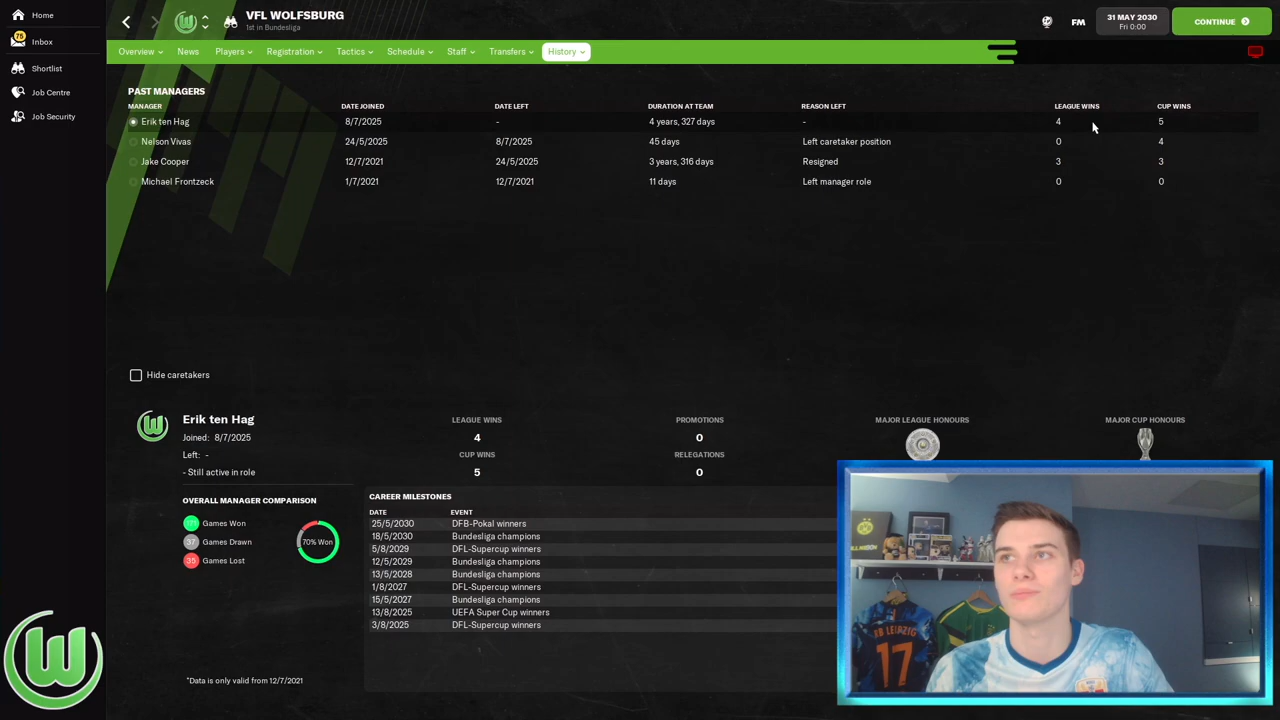 Home
75
Inbox
Shortlist
Job Centre
Job Security
VFL WOLFSBURG
1st in Bundesliga
FM
31 MAY 2030
Fri 0:00
CONTINUE
Overview
News
Players
Registration
Tactics
Schedule
Staff
Transfers
History
PAST MANAGERS
MANAGER DATE JOINED DATE LEFT DURATION AT TEAM REASON LEFT LEAGUE WINS CUP WINS
Erik ten Hag 8/7/2025 - 4 years, 327 days - 4 5
Nelson Vivas 24/5/2025 8/7/2025 45 days Left caretaker position 0 4
Jake Cooper 12/7/2021 24/5/2025 3 years, 316 days Resigned 3 3
Michael Frontzeck 1/7/2021 12/7/2021 11 days Left manager role 0 0
Hide caretakers
Erik ten Hag
Joined: 8/7/2025
Left: -
- Still active in role
LEAGUE WINS
4
CUP WINS
5
PROMOTIONS
0
RELEGATIONS
0
MAJOR LEAGUE HONOURS
MAJOR CUP HONOURS
OVERALL MANAGER COMPARISON
Games Won
37 Games Drawn
35 Games Lost
70% Won
CAREER MILESTONES
DATE EVENT
25/5/2030 DFB-Pokal winners
18/5/2030 Bundesliga champions
5/8/2029 DFL-Supercup winners
12/5/2029 Bundesliga champions
13/5/2028 Bundesliga champions
1/8/2027 DFL-Supercup winners
15/5/2027 Bundesliga champions
13/8/2025 UEFA Super Cup winners
3/8/2025 DFL-Supercup winners
*Data is only valid from 12/7/2021
RB LEIPZIG
17